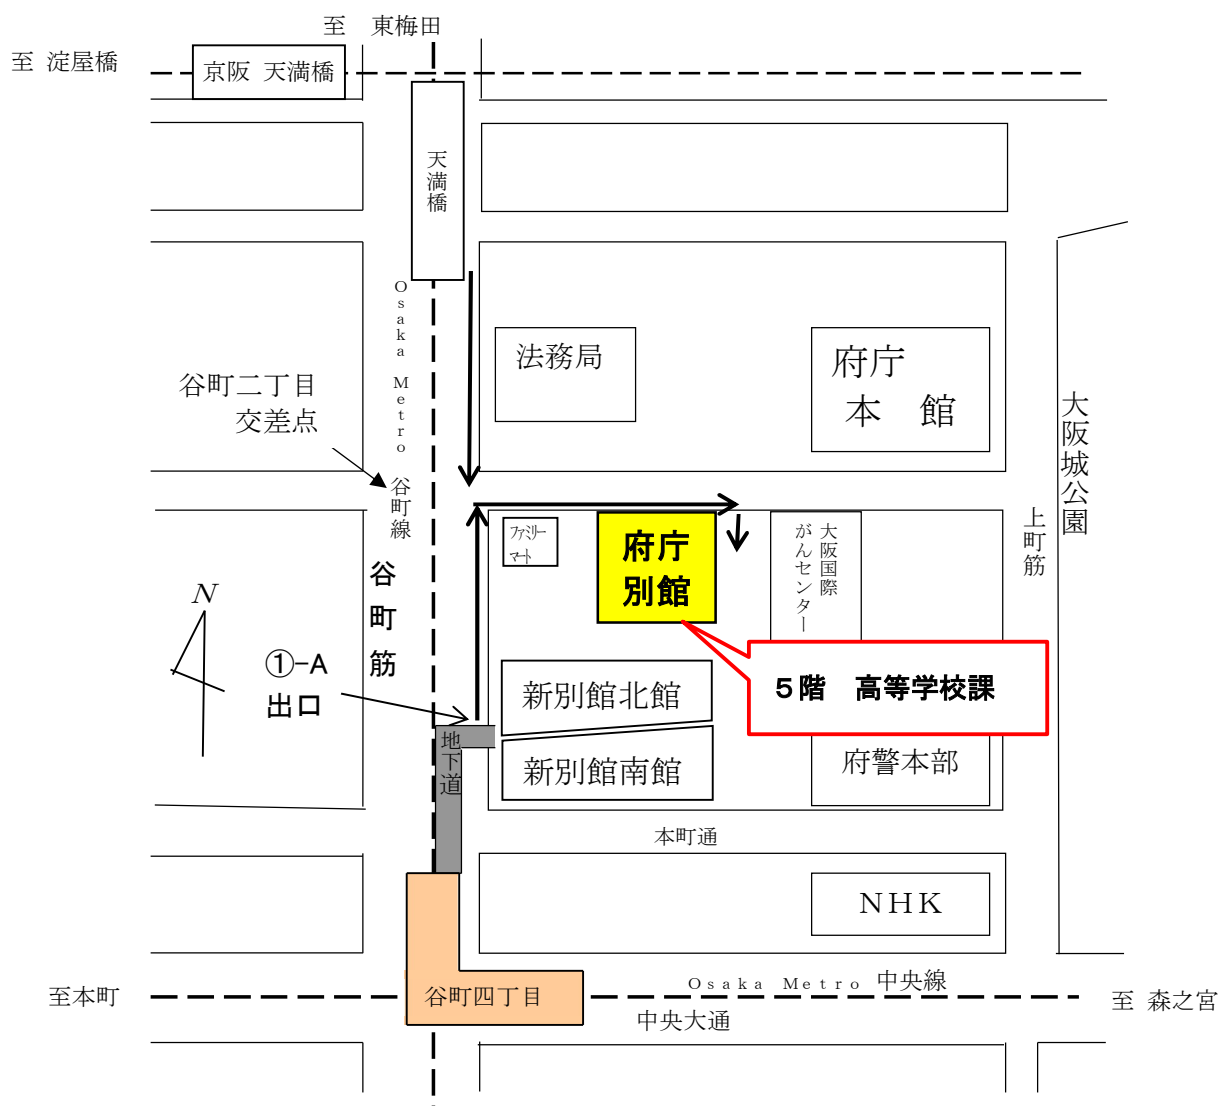 至　東梅田
至 淀屋橋
京阪 天満橋
天満橋
Osaka Metro 谷町線
法務局
府庁
本　館
谷町二丁目
交差点
大阪城公園
上町筋
ファミリー
マート
府庁
別館
大阪国際
がんセンター
谷町筋
N
①-A
出口
５階　高等学校課
新別館北館
新別館南館
地下道
府警本部
本町通
NHK
至本町
谷町四丁目
Osaka Metro 中央線
中央大通
至 森之宮